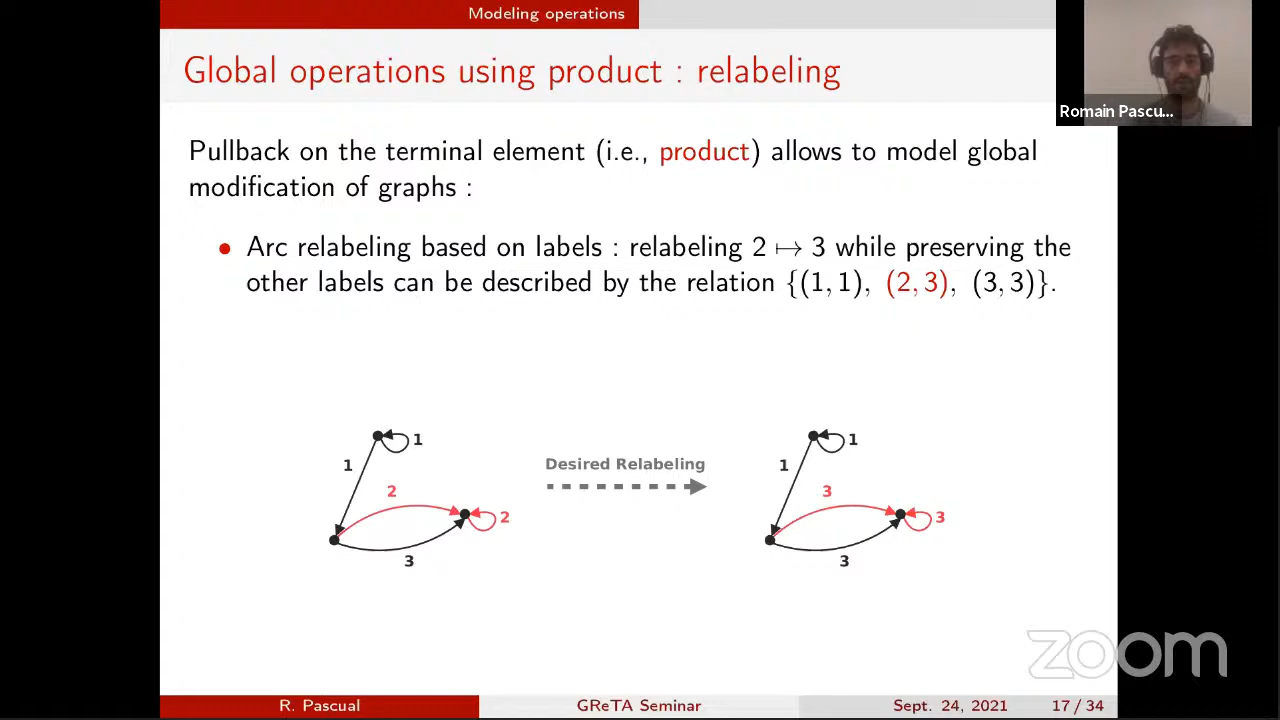 Modeling operations
Global operations using product : relabeling
Romain Pascu...
Pullback on the terminal element (i.e., product) allows to model global
modification of graphs :
• Arc relabeling based on labels : relabeling 2 ↦ 3 while preserving the
other labels can be described by the relation {(1, 1), (2, 3), (3, 3)}.
1
1
2
2
3
Desired Relabeling
1
1
3
3
3
zoom
R. Pascual
GReTA Seminar
Sept. 24, 2021
17 / 34